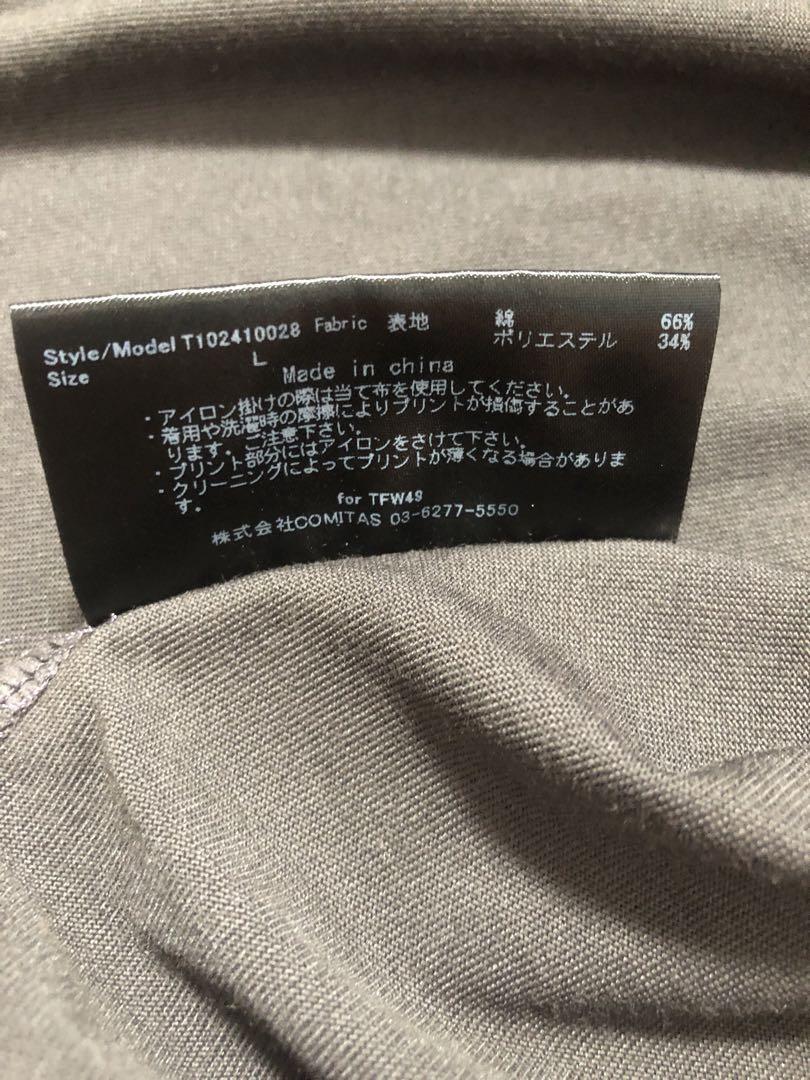 Style/Model T102410028 Fabric 表地 綿 66%
Size L ポリエステル 34%
Made in china
・アイロン掛けの際は当て布を使用してください。
・着用や洗濯時の摩擦によりプリントが損傷することがあ
ります。ご注意下さい。
・プリント部分にはアイロンをさけて下さい。
・クリーニングによってプリントが薄くなる場合がありま
す。
for TFW49
株式会社COMITAS 03-6277-5550